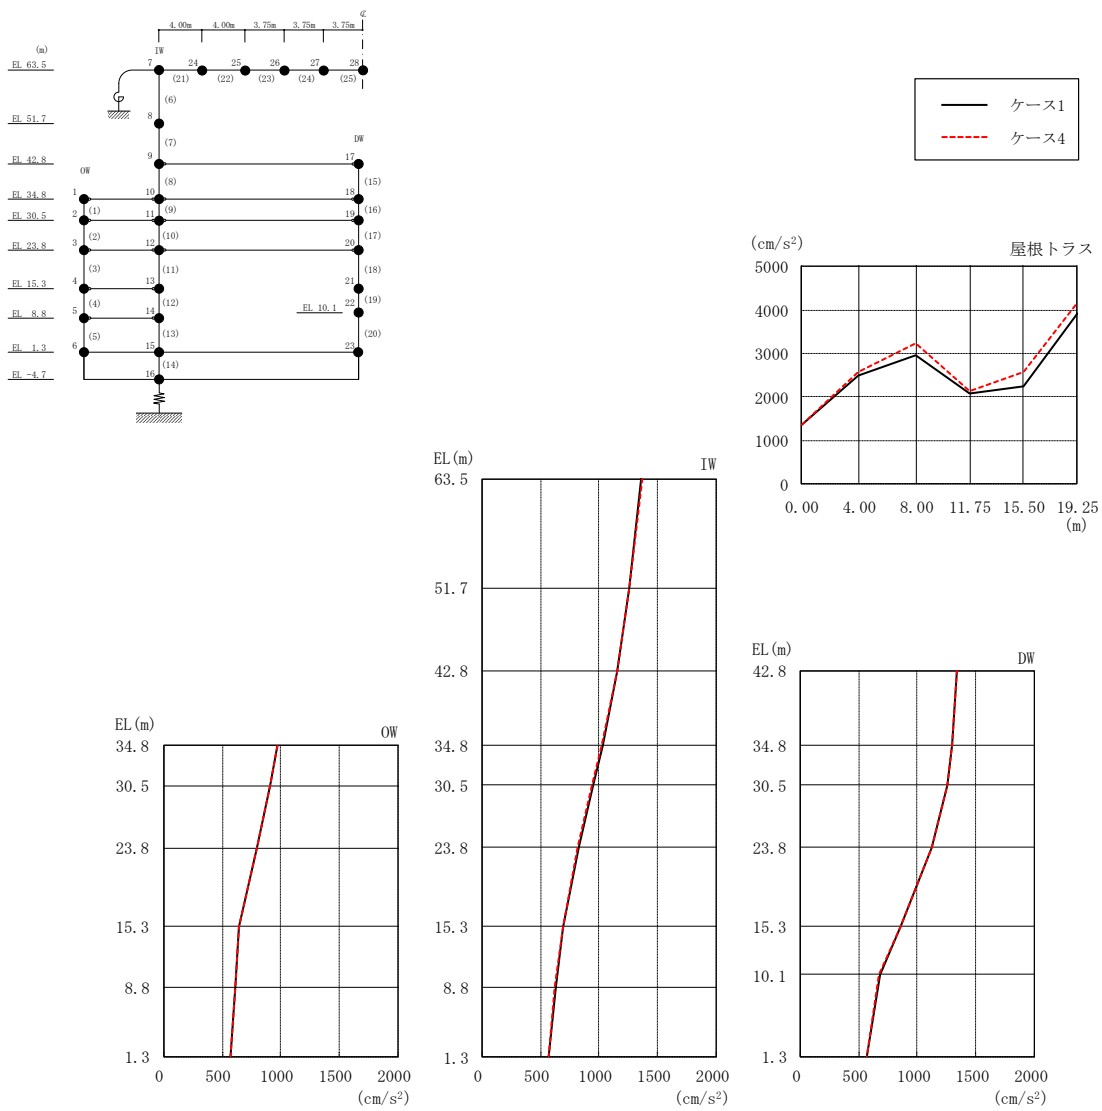 ℄
4.00m 4.00m 3.75m 3.75m 3.75m
(m)
IW
EL 63.5
7 24 25 26 27 28
(21) (22) (23) (24) (25)
(6)
EL 51.7
8
(7)
DW
EL 42.8
9 17
OW
(8) (15)
EL 34.8
1 10 18
(1) (9) (16)
EL 30.5
2 11 19
(2) (10) (17)
EL 23.8
3 12 20
(3) (11) (18)
EL 15.3
4 13 21
(4) (12) (19)
EL 10.1 22
EL 8.8
5 14
(5) (13) (20)
EL 1.3
6 15 23
(14)
EL -4.7
16
ケース1
ケース4
(cm/s²)
屋根トラス
5000
4000
3000
2000
1000
0
0.00 4.00 8.00 11.75 15.50 19.25
(m)
EL(m)
IW
63.5
51.7
42.8
34.8
30.5
23.8
15.3
8.8
1.3
0 500 1000 1500 2000
(cm/s²)
EL(m)
OW
34.8
30.5
23.8
15.3
8.8
1.3
0 500 1000 1500 2000
(cm/s²)
EL(m)
DW
42.8
34.8
30.5
23.8
15.3
10.1
1.3
0 500 1000 1500 2000
(cm/s²)